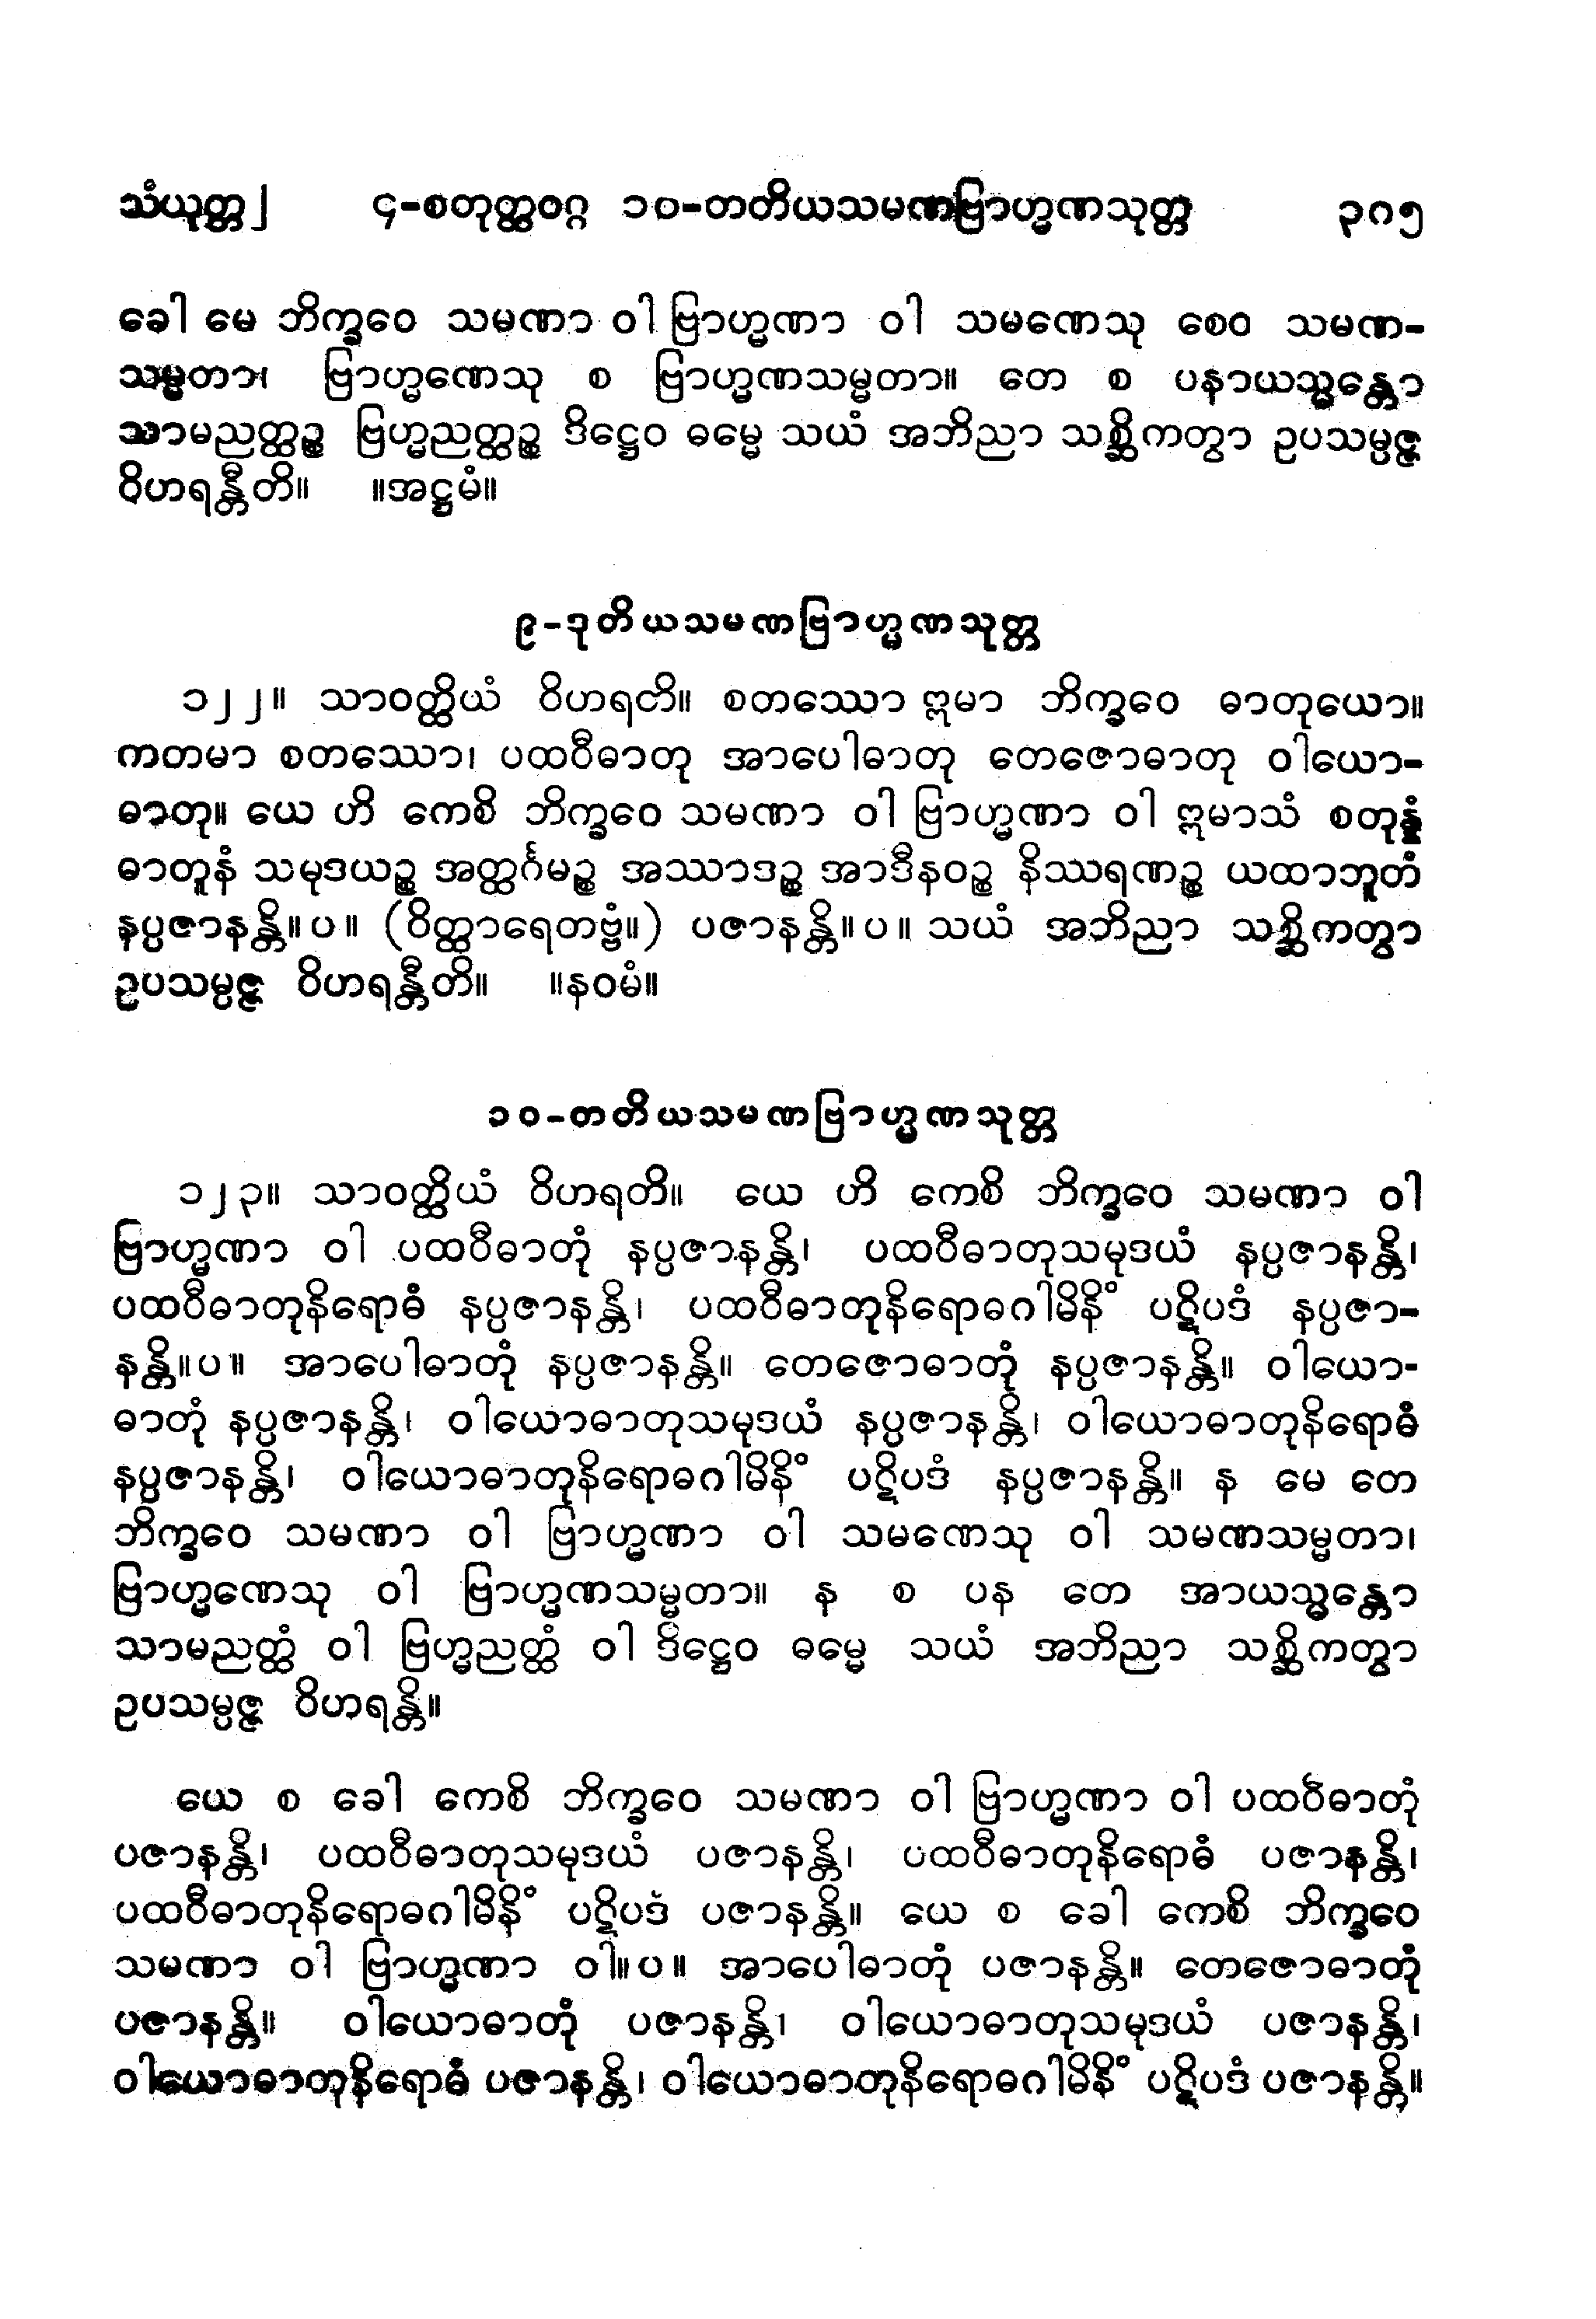 သံယုတ္တ]   ၄-စတုတ္ထဝဂ္ဂ ၁၀-တတိယသမဏဗြာဟ္မဏသုတ္တ   ၃ဂ၅
ခေါ မေ ဘိက္ခဝေ သမဏာ ဝါ ဗြာဟ္မဏာ ဝါ သမဏေသု စေဝ သမဏ-
သမ္မတာ၊ ဗြာဟ္မဏေသု စ ဗြာဟ္မဏသမ္မတာ။ တေ စ ပနာယသ္မန္တော
သာမညတ္ထဉ္စ ဗြဟ္မညတ္ထဉ္စ ဒိဋ္ဌေဝ ဓမ္မေ သယံ အဘိညာ သစ္ဆိကတွာ ဥပသမ္ပဇ္ဇ
ဝိဟရန္တီတိ။ ။အဋ္ဌမံ။
၉-ဒုတိယသမဏဗြာဟ္မဏသုတ္တ
၁၂၂။ သာဝတ္ထိယံ ဝိဟရတိ။ စတဿော ဣမာ ဘိက္ခဝေ ဓာတုယော။
ကတမာ စတဿော၊ ပထဝီဓာတု အာပေါဓာတု တေဇောဓာတု ဝါယော-
ဓာတု။ ယေ ဟိ ကေစိ ဘိက္ခဝေ သမဏာ ဝါ ဗြာဟ္မဏာ ဝါ ဣမာသံ စတုန္နံ
ဓာတူနံ သမုဒယဉ္စ အတ္ထင်္ဂမဉ္စ အဿာဒဉ္စ အာဒီနဝဉ္စ နိဿရဏဉ္စ ယထာဘူတံ
နပ္ပဇာနန္တိ။ပ။ (ဝိတ္ထာရေတဗ္ဗံ။) ပဇာနန္တိ။ပ။ သယံ အဘိညာ သစ္ဆိကတွာ
ဥပသမ္ပဇ္ဇ ဝိဟရန္တီတိ။ ။နဝမံ။
၁၀-တတိယသမဏဗြာဟ္မဏသုတ္တ
၁၂၃။ သာဝတ္ထိယံ ဝိဟရတိ။ ယေ ဟိ ကေစိ ဘိက္ခဝေ သမဏာ ဝါ
ဗြာဟ္မဏာ ဝါ ပထဝီဓာတုံ နပ္ပဇာနန္တိ၊ ပထဝီဓာတုသမုဒယံ နပ္ပဇာနန္တိ၊
ပထဝီဓာတုနိရောဓံ နပ္ပဇာနန္တိ၊ ပထဝီဓာတုနိရောဓဂါမိနိံ ပဋိပဒံ နပ္ပဇာ-
နန္တိ။ပ။ အာပေါဓာတုံ နပ္ပဇာနန္တိ။ တေဇောဓာတုံ နပ္ပဇာနန္တိ။ ဝါယော-
ဓာတုံ နပ္ပဇာနန္တိ၊ ဝါယောဓာတုသမုဒယံ နပ္ပဇာနန္တိ၊ ဝါယောဓာတုနိရောဓံ
နပ္ပဇာနန္တိ၊ ဝါယောဓာတုနိရောဓဂါမိနိံ ပဋိပဒံ နပ္ပဇာနန္တိ။ န မေ တေ
ဘိက္ခဝေ သမဏာ ဝါ ဗြာဟ္မဏာ ဝါ သမဏေသု ဝါ သမဏသမ္မတာ၊
ဗြာဟ္မဏေသု ဝါ ဗြာဟ္မဏသမ္မတာ။ န စ ပန တေ အာယသ္မန္တော
သာမညတ္ထံ ဝါ ဗြဟ္မညတ္ထံ ဝါ ဒိဋ္ဌေဝ ဓမ္မေ သယံ အဘိညာ သစ္ဆိကတွာ
ဥပသမ္ပဇ္ဇ ဝိဟရန္တိ။
ယေ စ ခေါ ကေစိ ဘိက္ခဝေ သမဏာ ဝါ ဗြာဟ္မဏာ ဝါ ပထဝီဓာတုံ
ပဇာနန္တိ၊ ပထဝီဓာတုသမုဒယံ ပဇာနန္တိ၊ ပထဝီဓာတုနိရောဓံ ပဇာနန္တိ၊
ပထဝီဓာတုနိရောဓဂါမိနိံ ပဋိပဒံ ပဇာနန္တိ။ ယေ စ ခေါ ကေစိ ဘိက္ခဝေ
သမဏာ ဝါ ဗြာဟ္မဏာ ဝါ။ပ။ အာပေါဓာတုံ ပဇာနန္တိ။ တေဇောဓာတုံ
ပဇာနန္တိ။ ဝါယောဓာတုံ ပဇာနန္တိ၊ ဝါယောဓာတုသမုဒယံ ပဇာနန္တိ၊
ဝါယောဓာတုနိရောဓံ ပဇာနန္တိ၊ ဝါယောဓာတုနိရောဓဂါမိနိံ ပဋိပဒံ ပဇာနန္တိ။